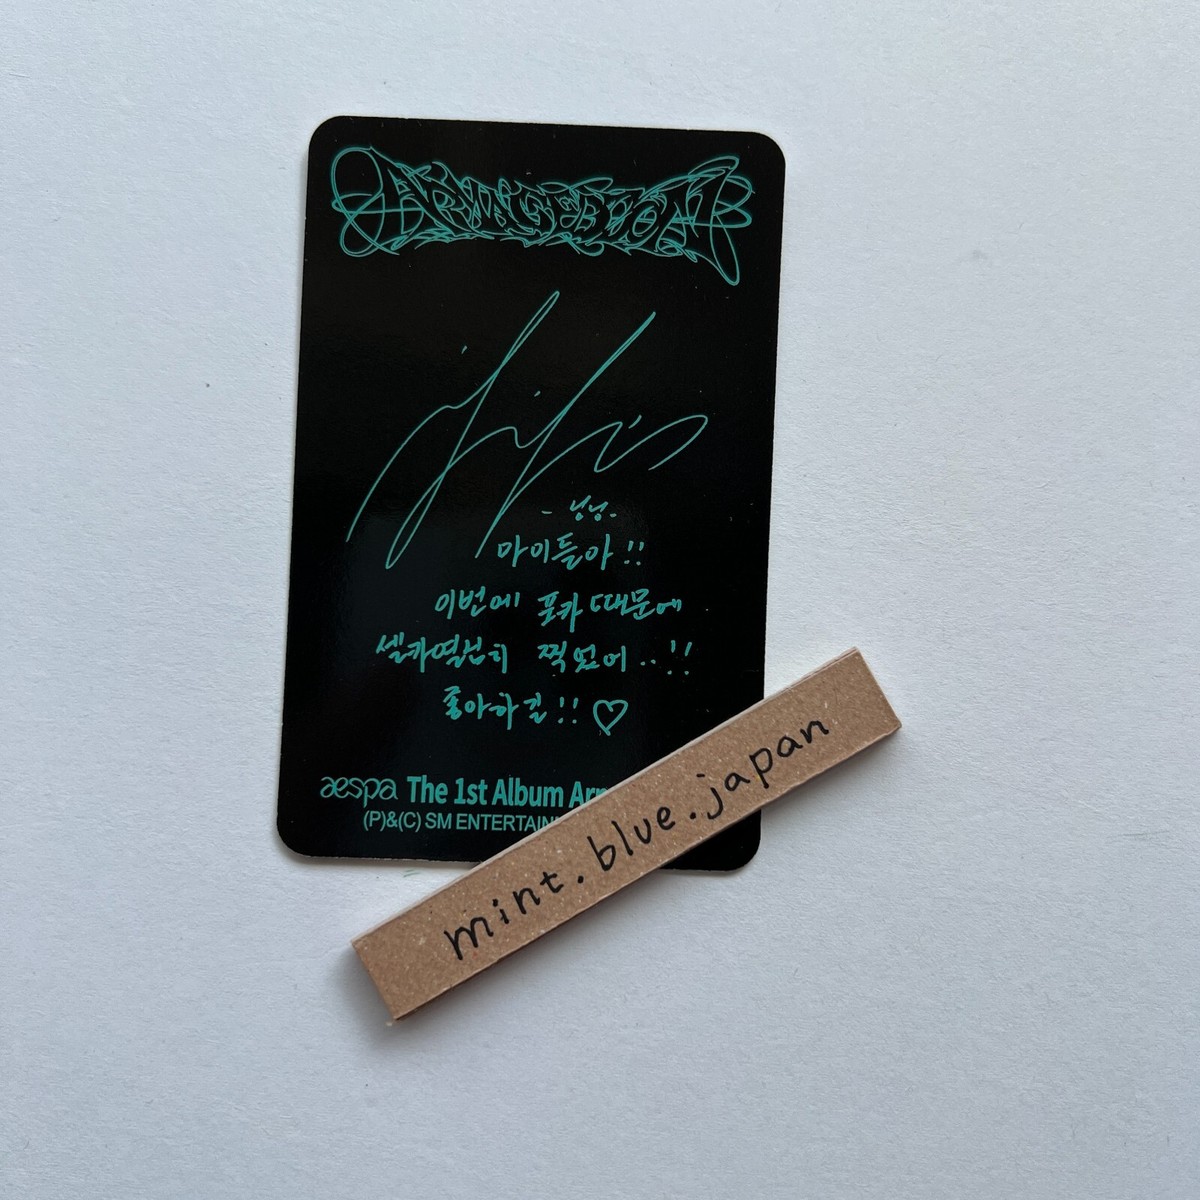 ARMAGEDDON
- 닝닝 -
마이들아!!
이번에 포카 때문에
셀카 열심히 찍었어..!!
좋아하길!! ♡
aespa The 1st Album Arm
(P)&(C) SM ENTERTAIN
mint.blue.japan